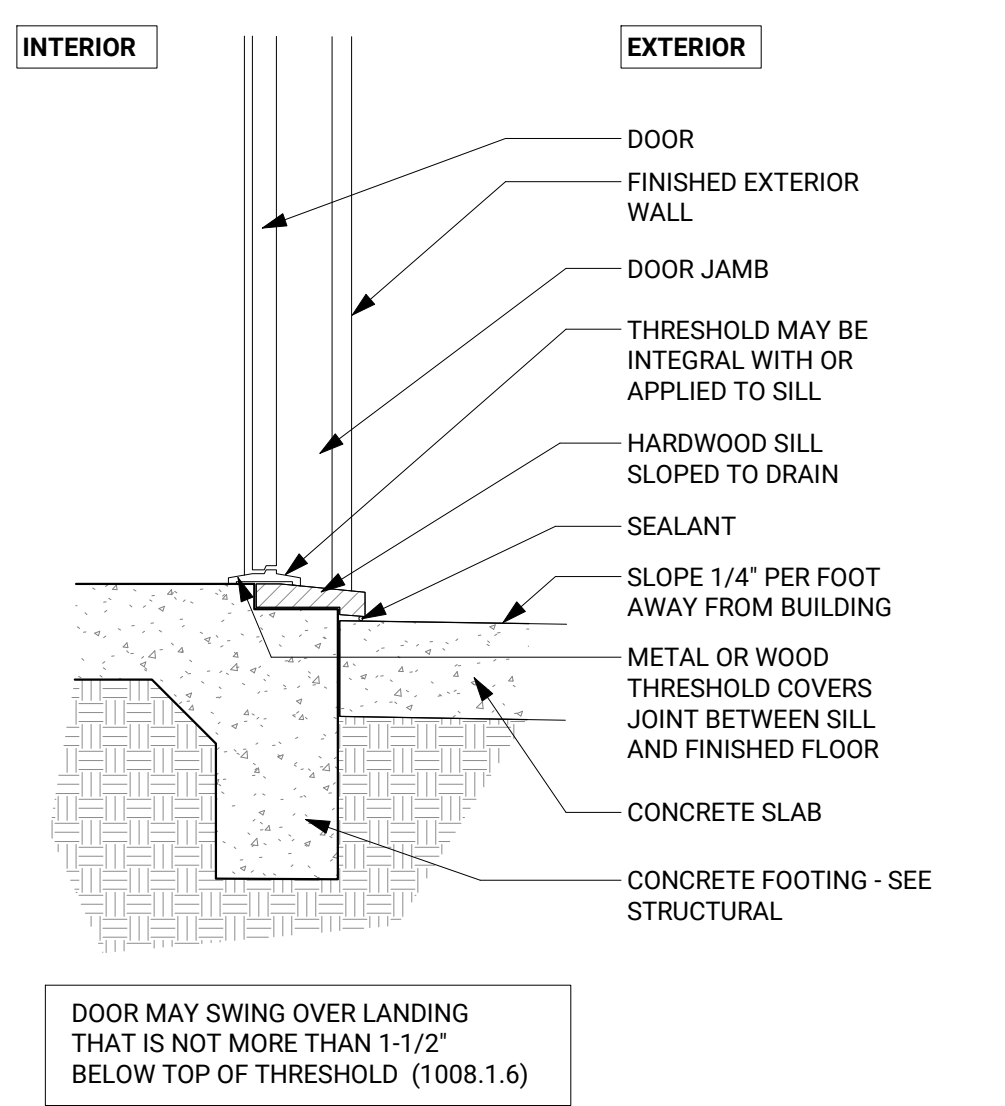 INTERIOR
EXTERIOR
DOOR
FINISHED EXTERIOR
WALL
DOOR JAMB
THRESHOLD MAY BE
INTEGRAL WITH OR
APPLIED TO SILL
HARDWOOD SILL
SLOPED TO DRAIN
SEALANT
SLOPE 1/4" PER FOOT
AWAY FROM BUILDING
METAL OR WOOD
THRESHOLD COVERS
JOINT BETWEEN SILL
AND FINISHED FLOOR
CONCRETE SLAB
CONCRETE FOOTING - SEE
STRUCTURAL
DOOR MAY SWING OVER LANDING
THAT IS NOT MORE THAN 1-1/2"
BELOW TOP OF THRESHOLD (1008.1.6)